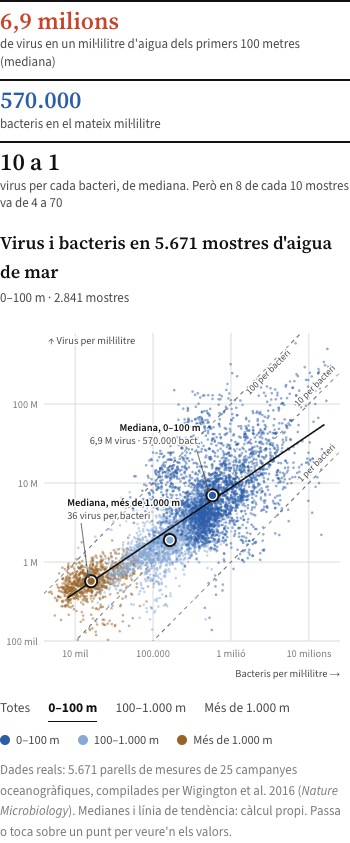 6,9 milions
de virus en un mil·lilitre d'aigua dels primers 100 metres
(mediana)
570.000
bacteris en el mateix mil·lilitre
10 a 1
virus per cada bacteri, de mediana. Però en 8 de cada 10 mostres
va de 4 a 70
Virus i bacteris en 5.671 mostres d'aigua
de mar
0–100 m · 2.841 mostres
↑ Virus per mil·lilitre
100 per bacteri
10 per bacteri
1 per bacteri
100 M
10 M
1 M
100 mil
Mediana, 0–100 m
6,9 M virus · 570.000 bact.
Mediana, més de 1.000 m
36 virus per bacteri
10 mil
100.000
1 milió
10 milions
Bacteris per mil·lilitre →
Totes 0–100 m 100–1.000 m Més de 1.000 m
0–100 m 100–1.000 m Més de 1.000 m
Dades reals: 5.671 parells de mesures de 25 campanyes
oceanogràfiques, compilades per Wigington et al. 2016 (Nature
Microbiology). Medianes i línia de tendència: càlcul propi. Passa
o toca sobre un punt per veure'n els valors.